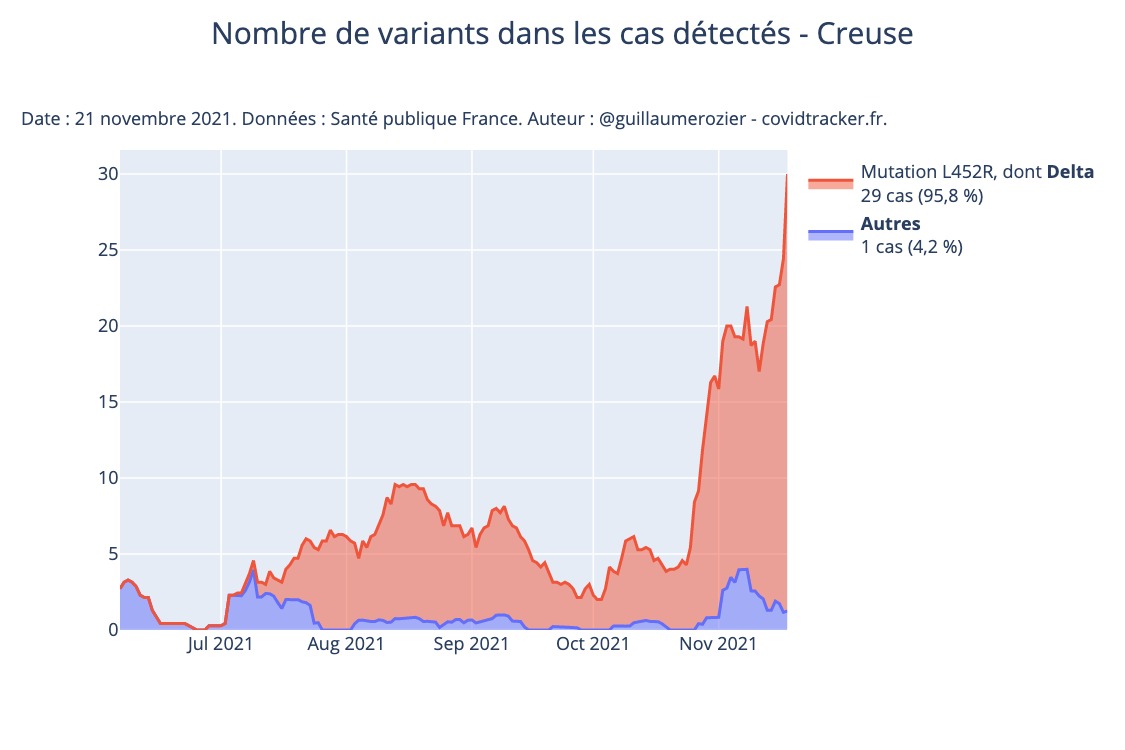 Nombre de variants dans les cas détectés - Creuse
Date : 21 novembre 2021. Données : Santé publique France. Auteur : @guillaumerozier - covidtracker.fr.
30
25
20
15
10
5
0
Jul 2021
Aug 2021
Sep 2021
Oct 2021
Nov 2021
Mutation L452R, dont Delta
29 cas (95,8 %)
Autres
1 cas (4,2 %)